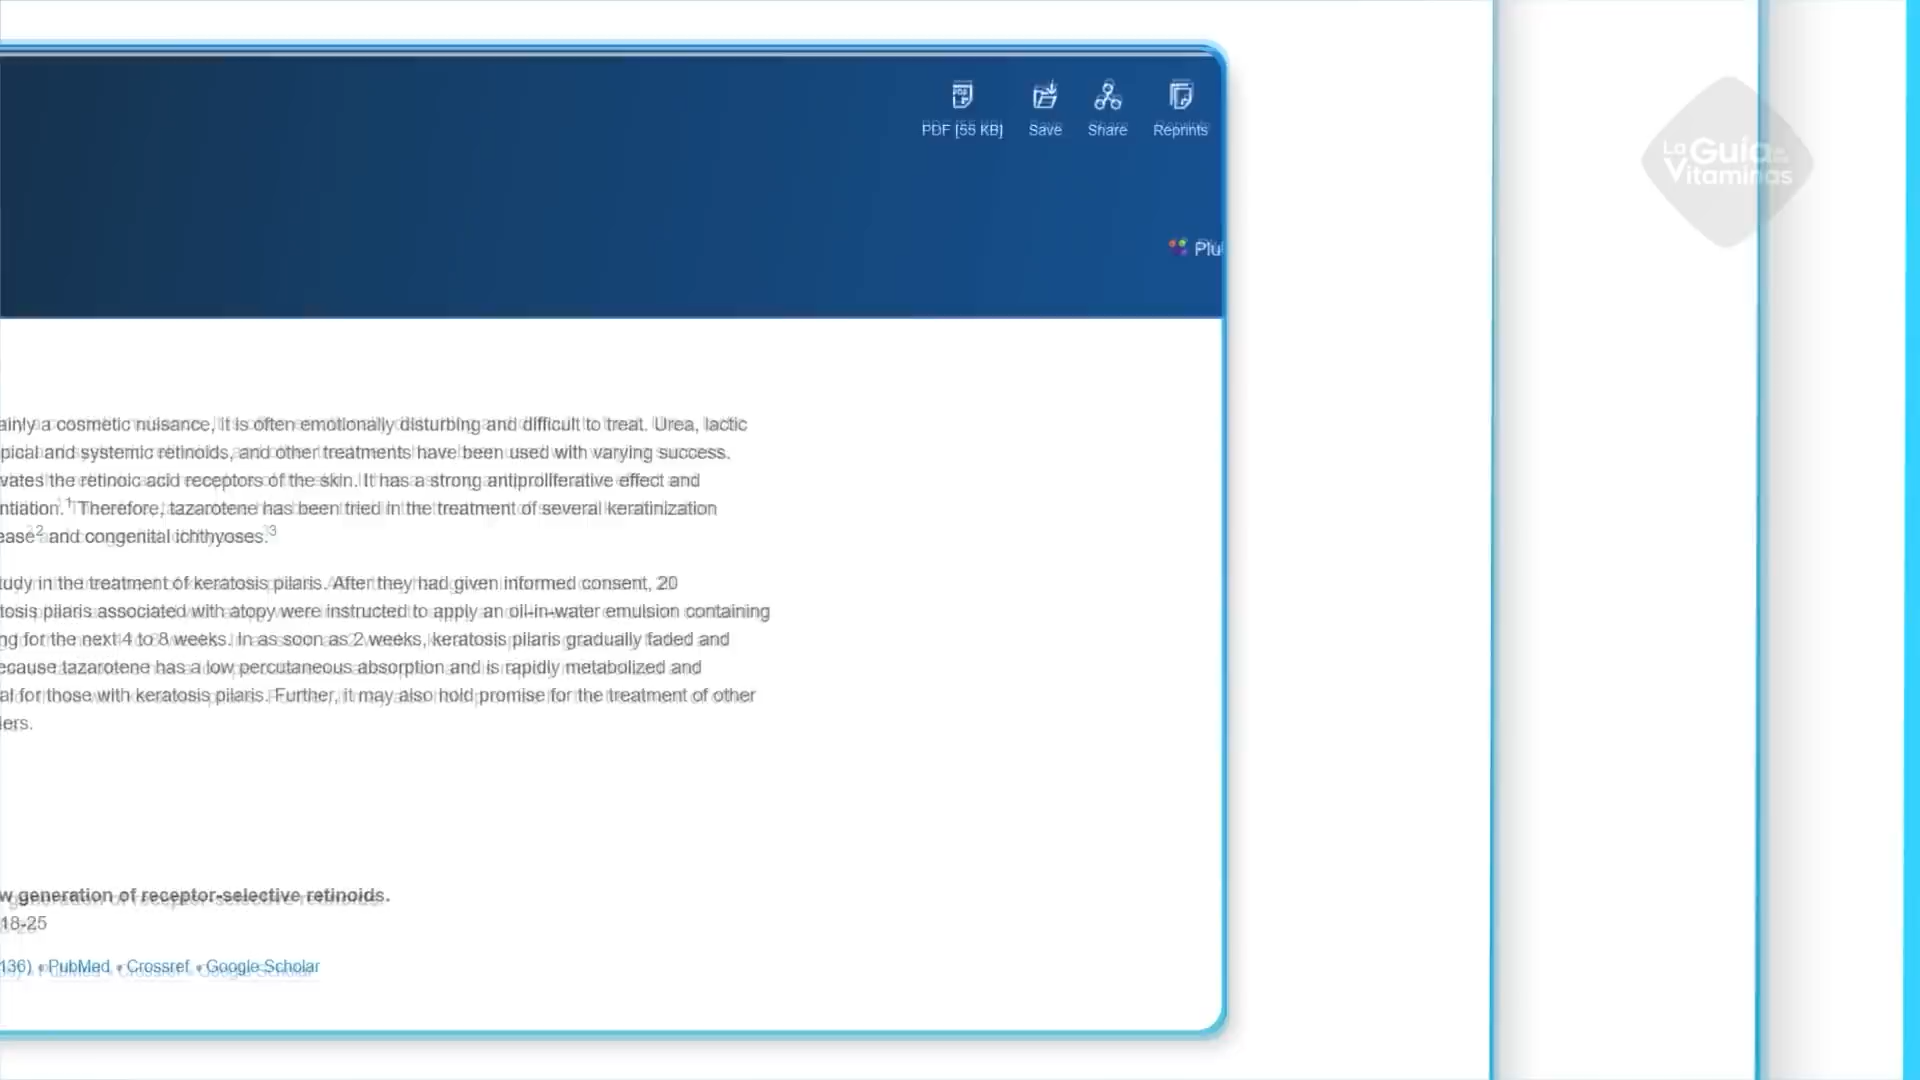 PDF [55 KB] Save Share Reprints
La Guía de las
Vitaminas
Plu
ainly a cosmetic nuisance, it is often emotionally disturbing and difficult to treat. Urea, lactic
pical and systemic retinoids, and other treatments have been used with varying success.
vates the retinoic acid receptors of the skin. It has a strong antiproliferative effect and
ntiation.1 Therefore, tazarotene has been tried in the treatment of several keratinization
ease2 and congenital ichthyoses.3
tudy in the treatment of keratosis pilaris. After they had given informed consent, 20
tosis pilaris associated with atopy were instructed to apply an oil-in-water emulsion containing
ng for the next 4 to 8 weeks. In as soon as 2 weeks, keratosis pilaris gradually faded and
ecause tazarotene has a low percutaneous absorption and is rapidly metabolized and
al for those with keratosis pilaris. Further, it may also hold promise for the treatment of other
ders.
w generation of receptor-selective retinoids.
18-25
136) • PubMed • Crossref • Google Scholar